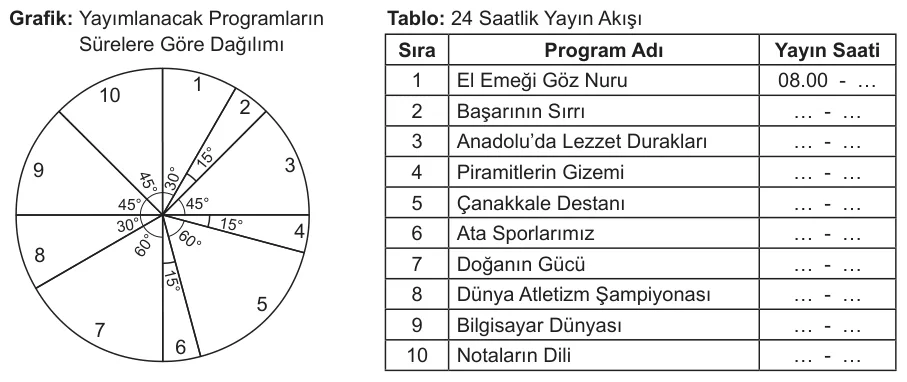 Grafik: Yayımlanacak Programların
Sürelere Göre Dağılımı
10
1
2
3
4
5
6
7
8
9
45°
30°
15°
45°
15°
60°
15°
60°
30°
45°
Tablo: 24 Saatlik Yayın Akışı
Sıra Program Adı Yayın Saati
1 El Emeği Göz Nuru 08.00 - ...
2 Başarının Sırrı ... - ...
3 Anadolu’da Lezzet Durakları ... - ...
4 Piramitlerin Gizemi ... - ...
5 Çanakkale Destanı ... - ...
6 Ata Sporlarımız ... - ...
7 Doğanın Gücü ... - ...
8 Dünya Atletizm Şampiyonası ... - ...
9 Bilgisayar Dünyası ... - ...
10 Notaların Dili ... - ...